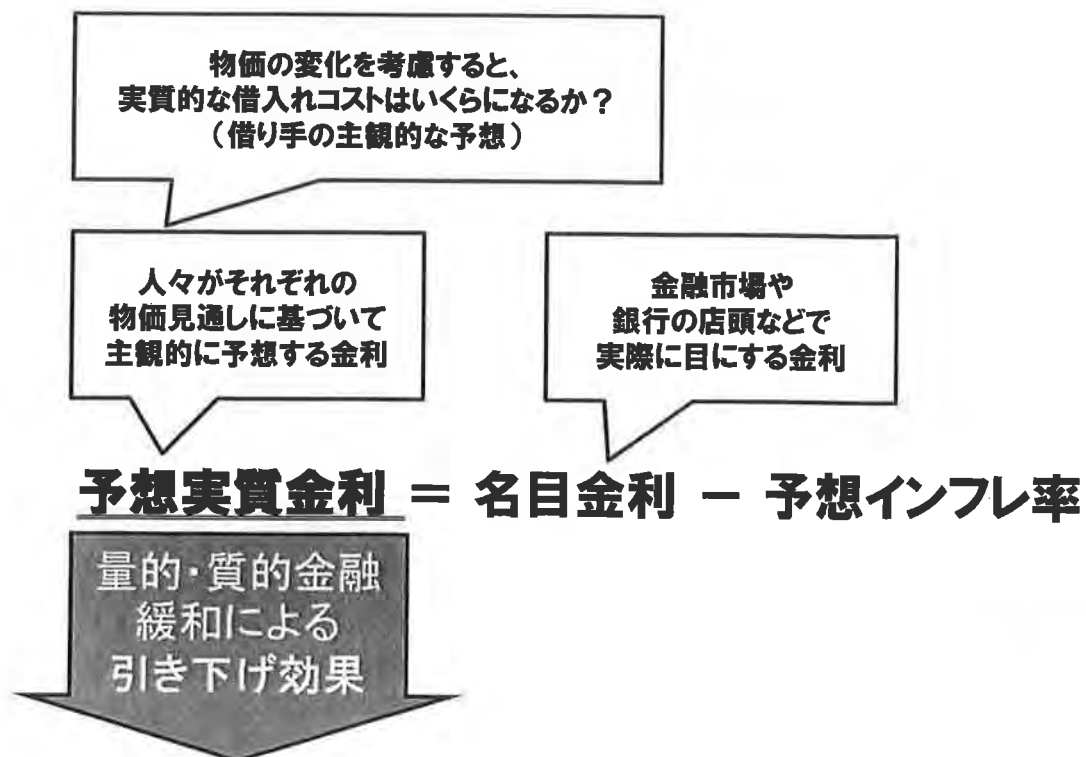 物価の変化を考慮すると、
実質的な借入れコストはいくらになるか？
（借り手の主観的な予想）
人々がそれぞれの
物価見通しに基づいて
主観的に予想する金利
金融市場や
銀行の店頭などで
実際に目にする金利
予想実質金利 ＝ 名目金利 － 予想インフレ率
量的・質的金融
緩和による
引き下げ効果